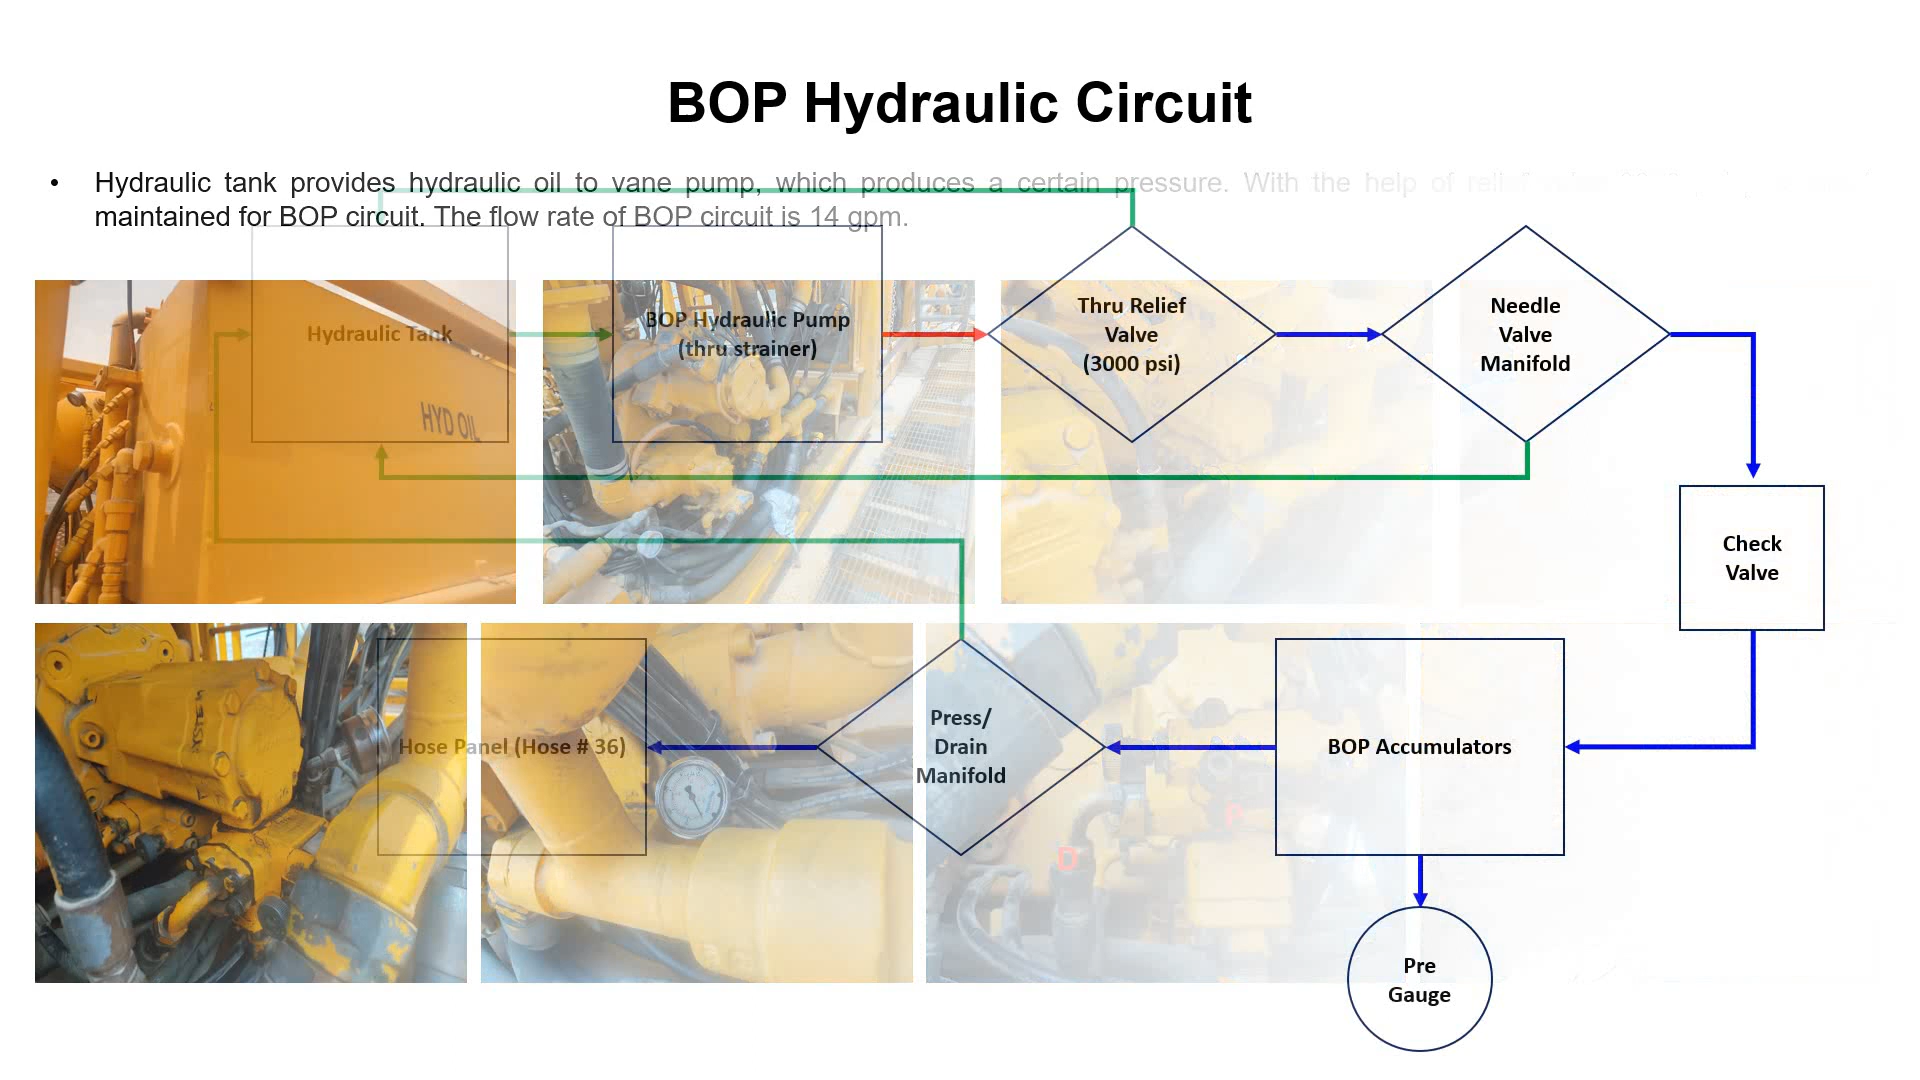 BOP Hydraulic Circuit
• Hydraulic tank provides hydraulic oil to vane pump, which produces a certain pressure. With the help of relief
maintained for BOP circuit. The flow rate of BOP circuit is 14 gpm.
Hydraulic Tank
BOP Hydraulic Pump
(thru strainer)
Thru Relief
Valve
(3000 psi)
Needle
Valve
Manifold
HYD OIL
Check
Valve
Hose Panel (Hose # 36)
Press/
Drain
Manifold
BOP Accumulators
Pre
Gauge